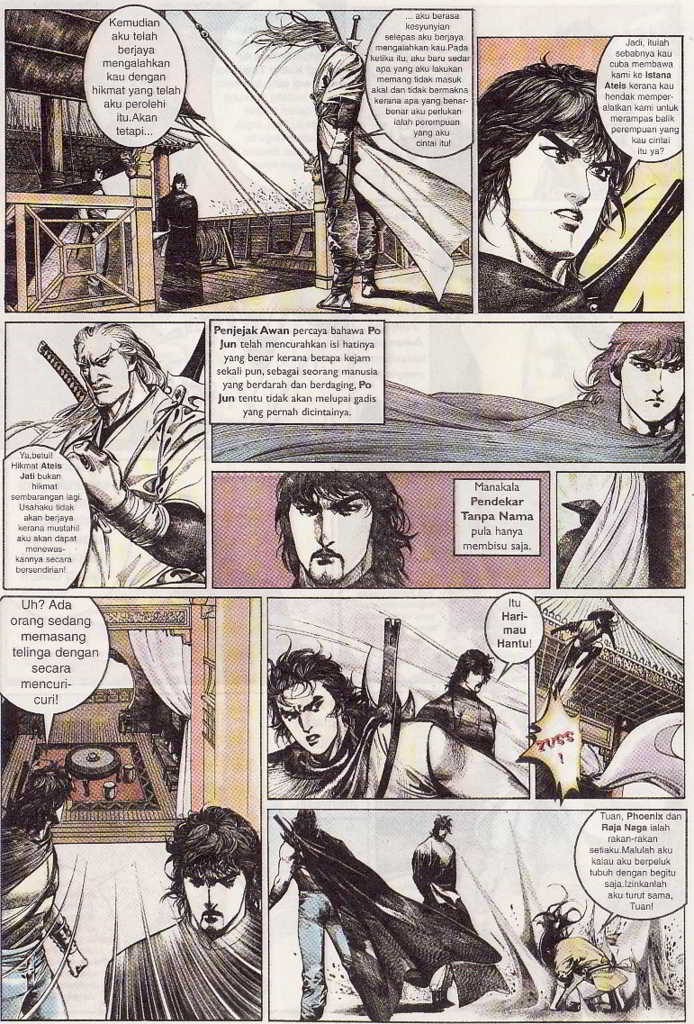 Kemudian
aku telah
berjaya
mengalahkan
kau dengan
hikmat yang telah
aku perolehi
itu.Akan
tetapi...
... aku berasa
kesyunyian
selepas aku berjaya
mengalahkan kau.Pada
ketika itu, aku baru sedar
apa yang aku lakukan
memang tidak masuk
akal dan tidak bermakna
kerana apa yang benar-
benar aku perlukan
ialah perempuan
yang aku
cintai itu!
Jadi, itulah
sebabnya kau
cuba membawa
kami ke Istana
Ateis kerana kau
hendak memper-
alatkan kami untuk
merampas balik
perempuan yang
kau cintai
itu ya?
Ya,betul!
Hikmat Ateis
Jati bukan
hikmat
sembarangan lagi.
Usahaku tidak
akan berjaya
kerana mustahil
aku akan dapat
menewas-
kannya secara
bersendirian!
Penjejak Awan percaya bahawa Po
Jun telah mencurahkan isi hatinya
yang benar kerana betapa kejam
sekali pun, sebagai seorang manusia
yang berdarah dan berdaging, Po
Jun tentu tidak akan melupai gadis
yang pernah dicintainya.
Manakala
Pendekar
Tanpa Nama
pula hanya
membisu saja.
Uh? Ada
orang sedang
memasang
telinga dengan
secara
mencuri-
curi!
Itu
Hari-
mau
Hantu!
ZUSS
!
Tuan, Phoenix dan
Raja Naga ialah
rakan-rakan
setiaku.Malulah aku
kalau aku berpeluk
tubuh dengan begitu
saja.Izinkanlah
aku turut sama,
Tuan!